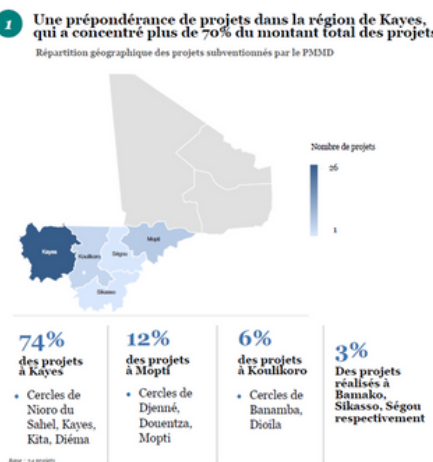 1
Une prépondérance de projets dans la région de Kayes,
qui a concentré plus de 70% du montant total des projets
Répartition géographique des projets subventionnés par le PMMD
Nombre de projets
26
1
Kayes
Koulikoro
Ségou
Mopti
Sikasso
74%
des projets
à Kayes
• Cercles de
Nioro du
Sahel, Kayes,
Kita, Diéma
12%
des projets
à Mopti
• Cercles de
Djenné,
Douentza,
Mopti
6%
des projets
à Koulikoro
• Cercles de
Banamba,
Dioila
3%
Des projets
réalisés à
Bamako,
Sikasso, Ségou
respectivement